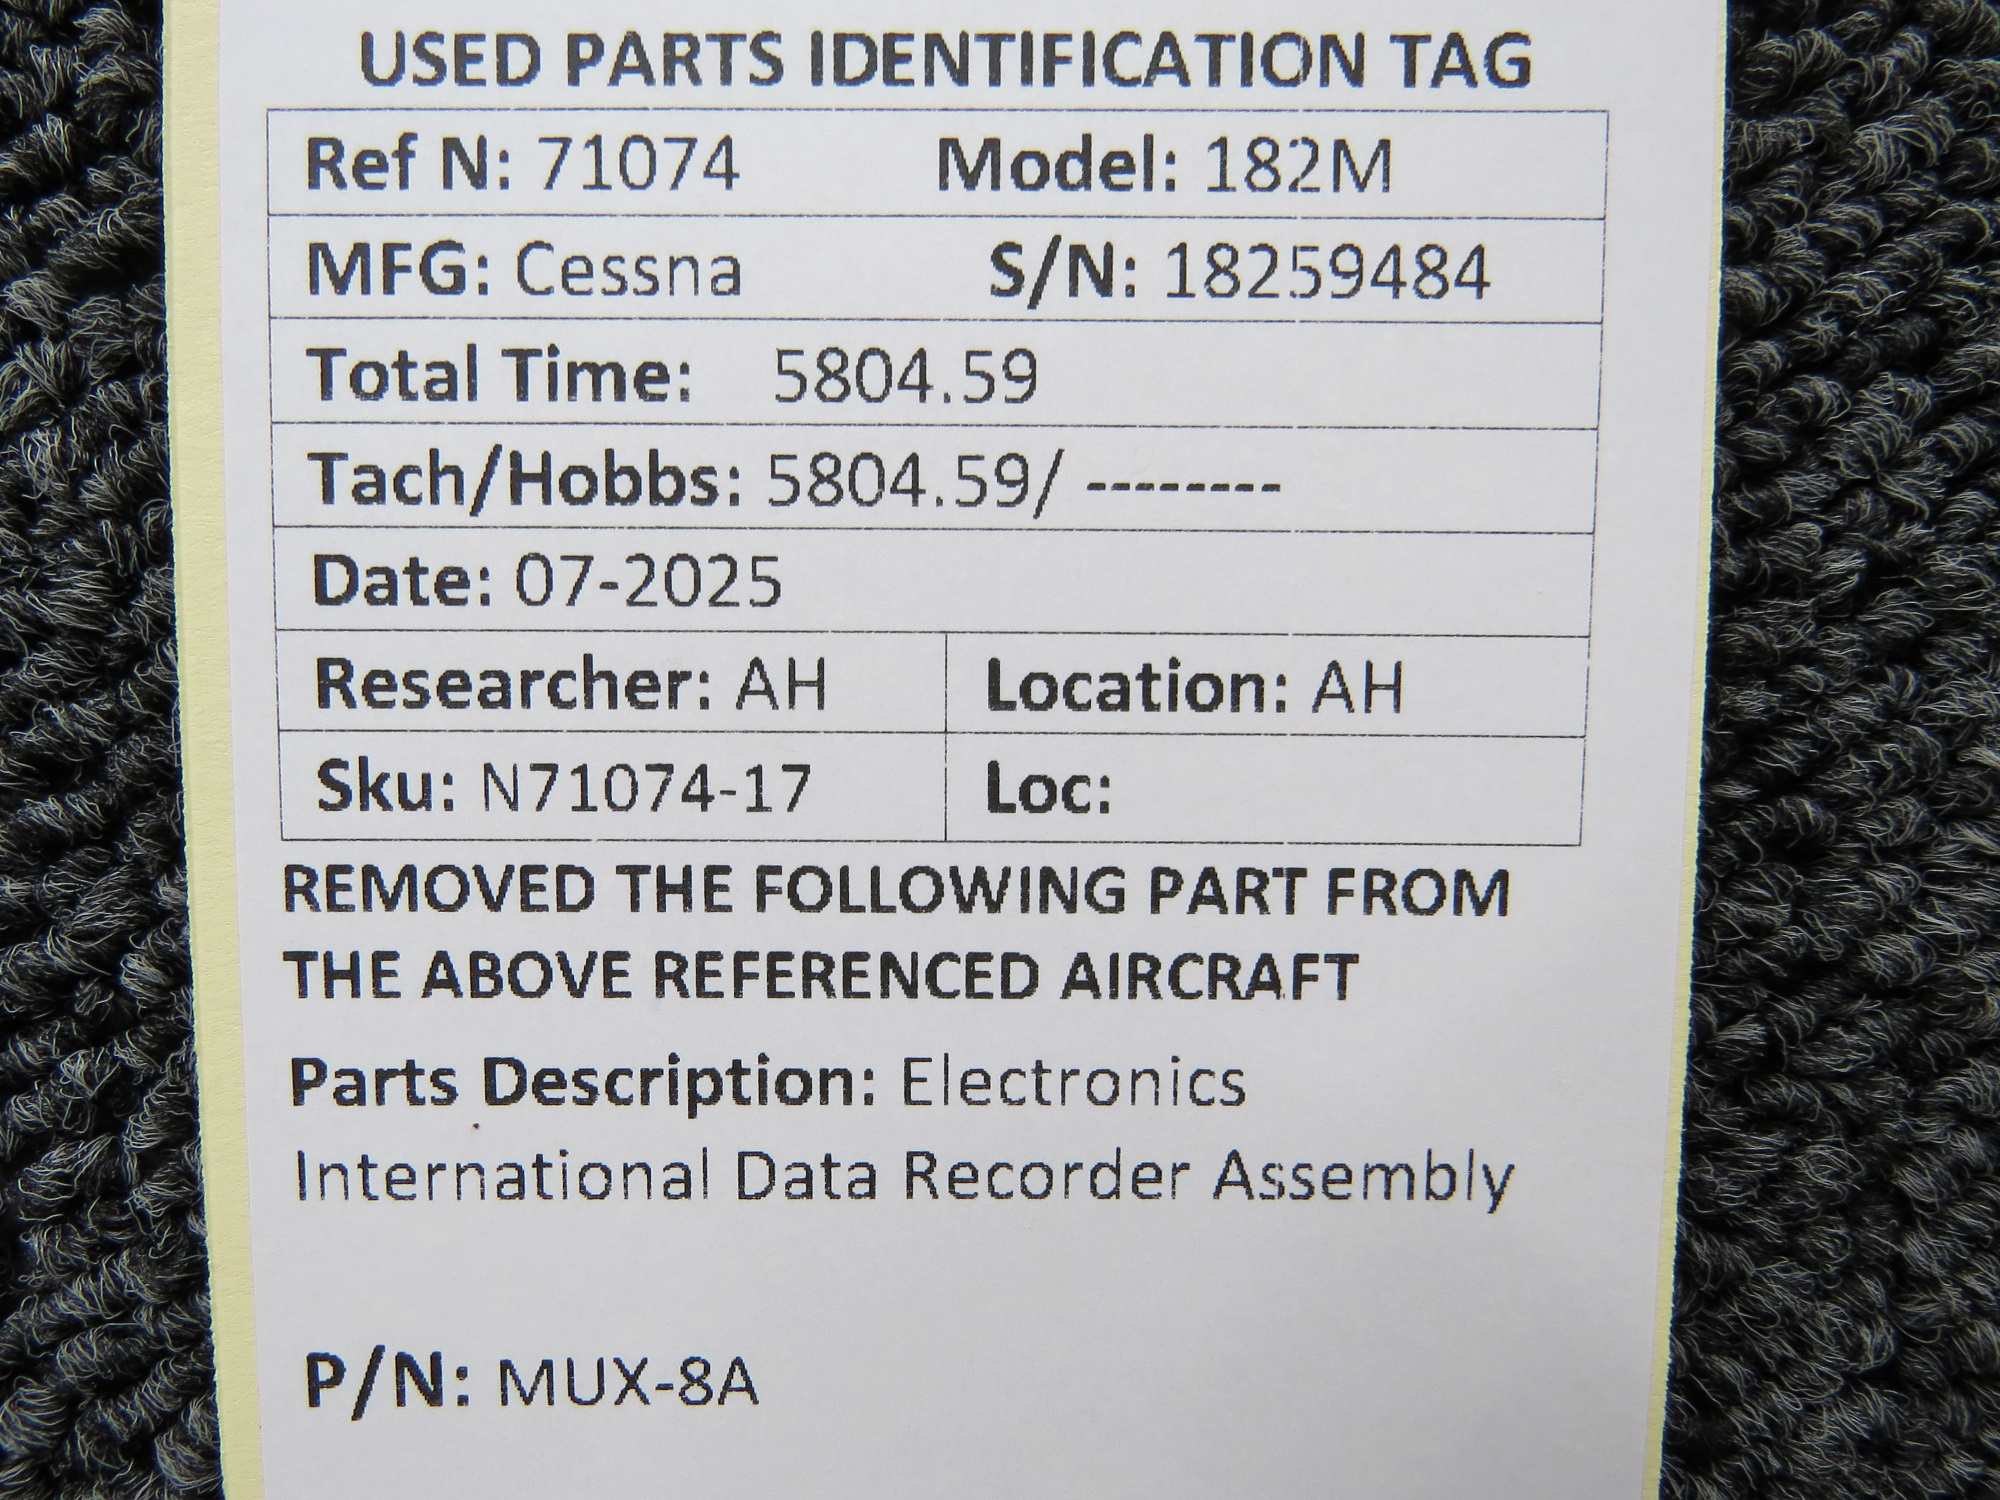 USED PARTS IDENTIFICATION TAG
Ref N: 71074 Model: 182M
MFG: Cessna S/N: 18259484
Total Time: 5804.59
Tach/Hobbs: 5804.59/ --------
Date: 07-2025
Researcher: AH Location: AH
Sku: N71074-17 Loc:
REMOVED THE FOLLOWING PART FROM
THE ABOVE REFERENCED AIRCRAFT
Parts Description: Electronics
International Data Recorder Assembly
P/N: MUX-8A